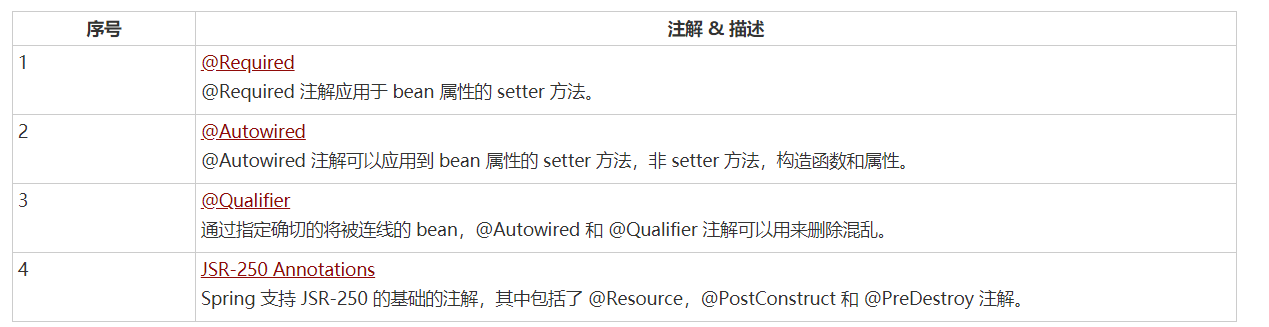 序号 注解 & 描述
1 @Required
@Required 注解应用于 bean 属性的 setter 方法。
2 @Autowired
@Autowired 注解可以应用到 bean 属性的 setter 方法，非 setter 方法，构造函数和属性。
3 @Qualifier
通过指定确切的将被连线的 bean，@Autowired 和 @Qualifier 注解可以用来删除混乱。
4 JSR-250 Annotations
Spring 支持 JSR-250 的基础的注解，其中包括了 @Resource，@PostConstruct 和 @PreDestroy 注解。